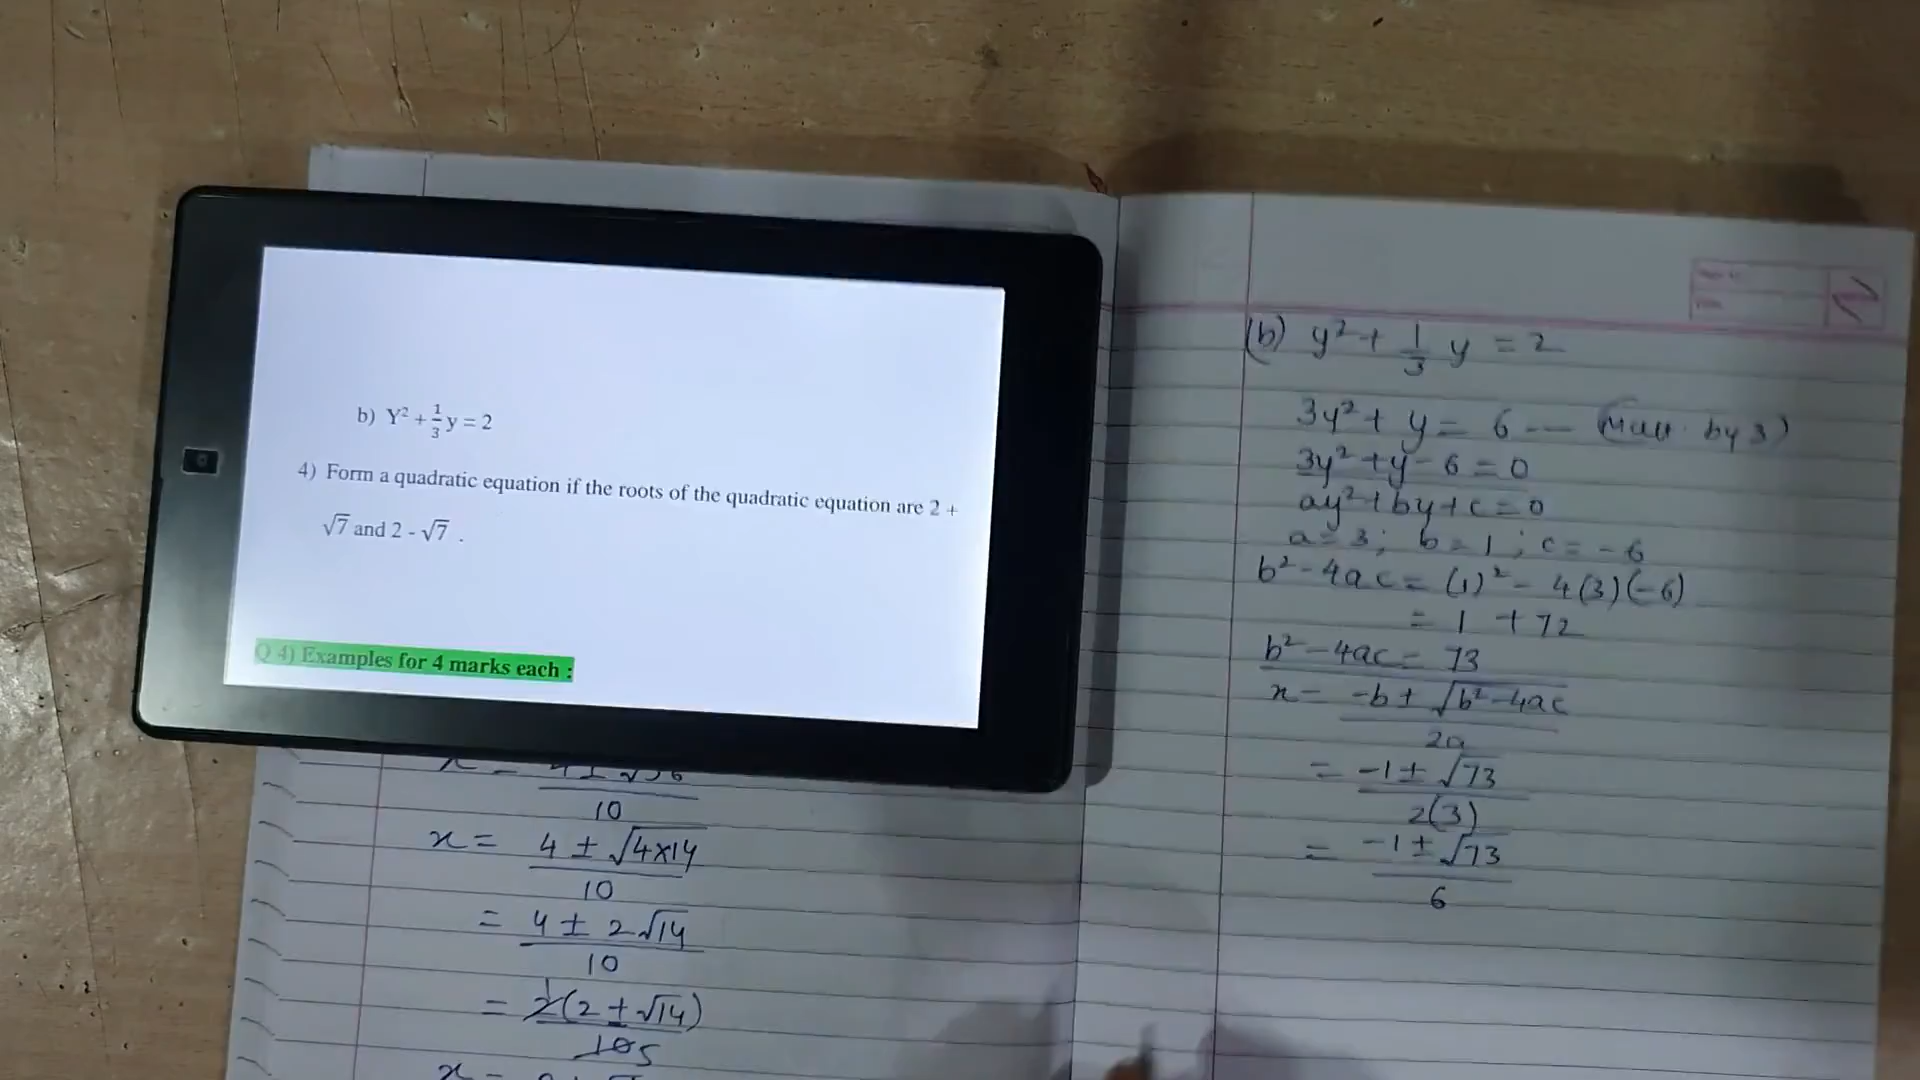 b) Y² + 1/3 y = 2
4) Form a quadratic equation if the roots of the quadratic equation are 2 +
√7 and 2 - √7 .
Q 4) Examples for 4 marks each :
10
x = 4 ± √4×14
10
= 4 ± 2√14
10
= 2(2 ± √14)
10 5
(b) y² + 1/3 y = 2
3y² + y = 6 --- (Mult. by 3)
3y² + y - 6 = 0
ay² + by + c = 0
a = 3; b = 1; c = -6
b² - 4ac = (1)² - 4(3)(-6)
= 1 + 72
b² - 4ac = 73
x = -b ± √b² - 4ac
2a
= -1 ± √73
2(3)
= -1 ± √73
6